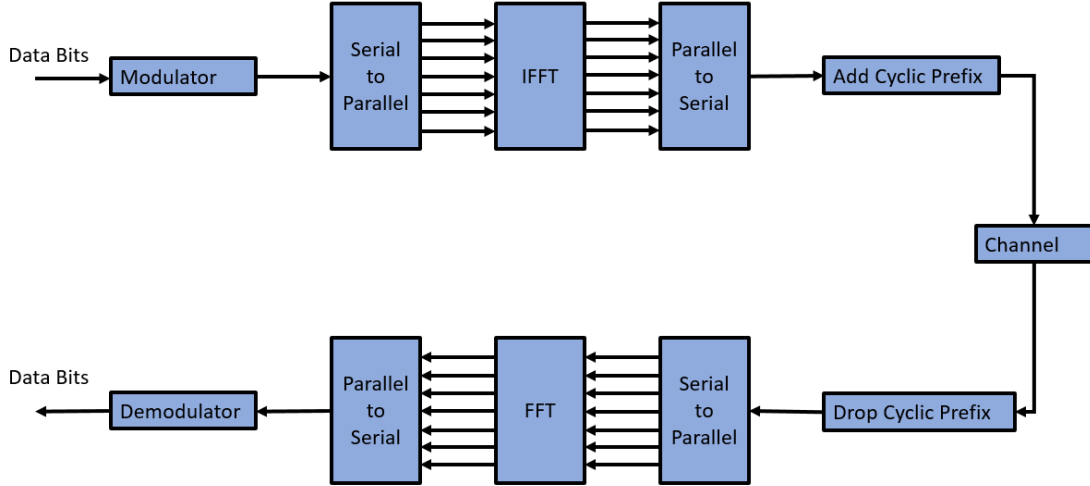 Data Bits
Modulator
Serial
to
Parallel
IFFT
Parallel
to
Serial
Add Cyclic Prefix
Channel
Data Bits
Demodulator
Parallel
to
Serial
FFT
Serial
to
Parallel
Drop Cyclic Prefix